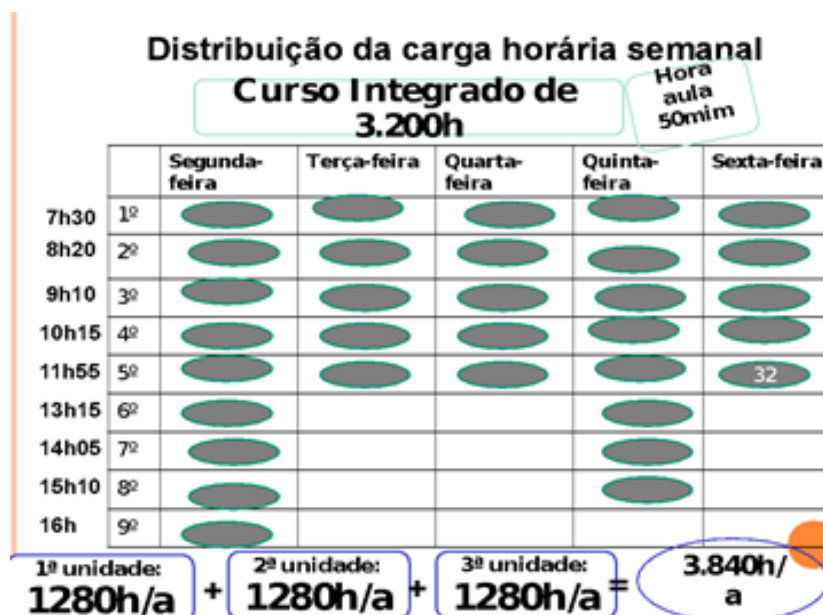 Distribuição da carga horária semanal
Curso Integrado de
3.200h
Hora
aula
50mim
Segunda-
feira
Terça-feira
Quarta-
feira
Quinta-
feira
Sexta-feira
7h30 1º
8h20 2º
9h10 3º
10h15 4º
11h55 5º 32
13h15 6º
14h05 7º
15h10 8º
16h 9º
1ª unidade:
1280h/a
+
2ª unidade:
1280h/a
+
3ª unidade:
1280h/a
=
3.840h/
a